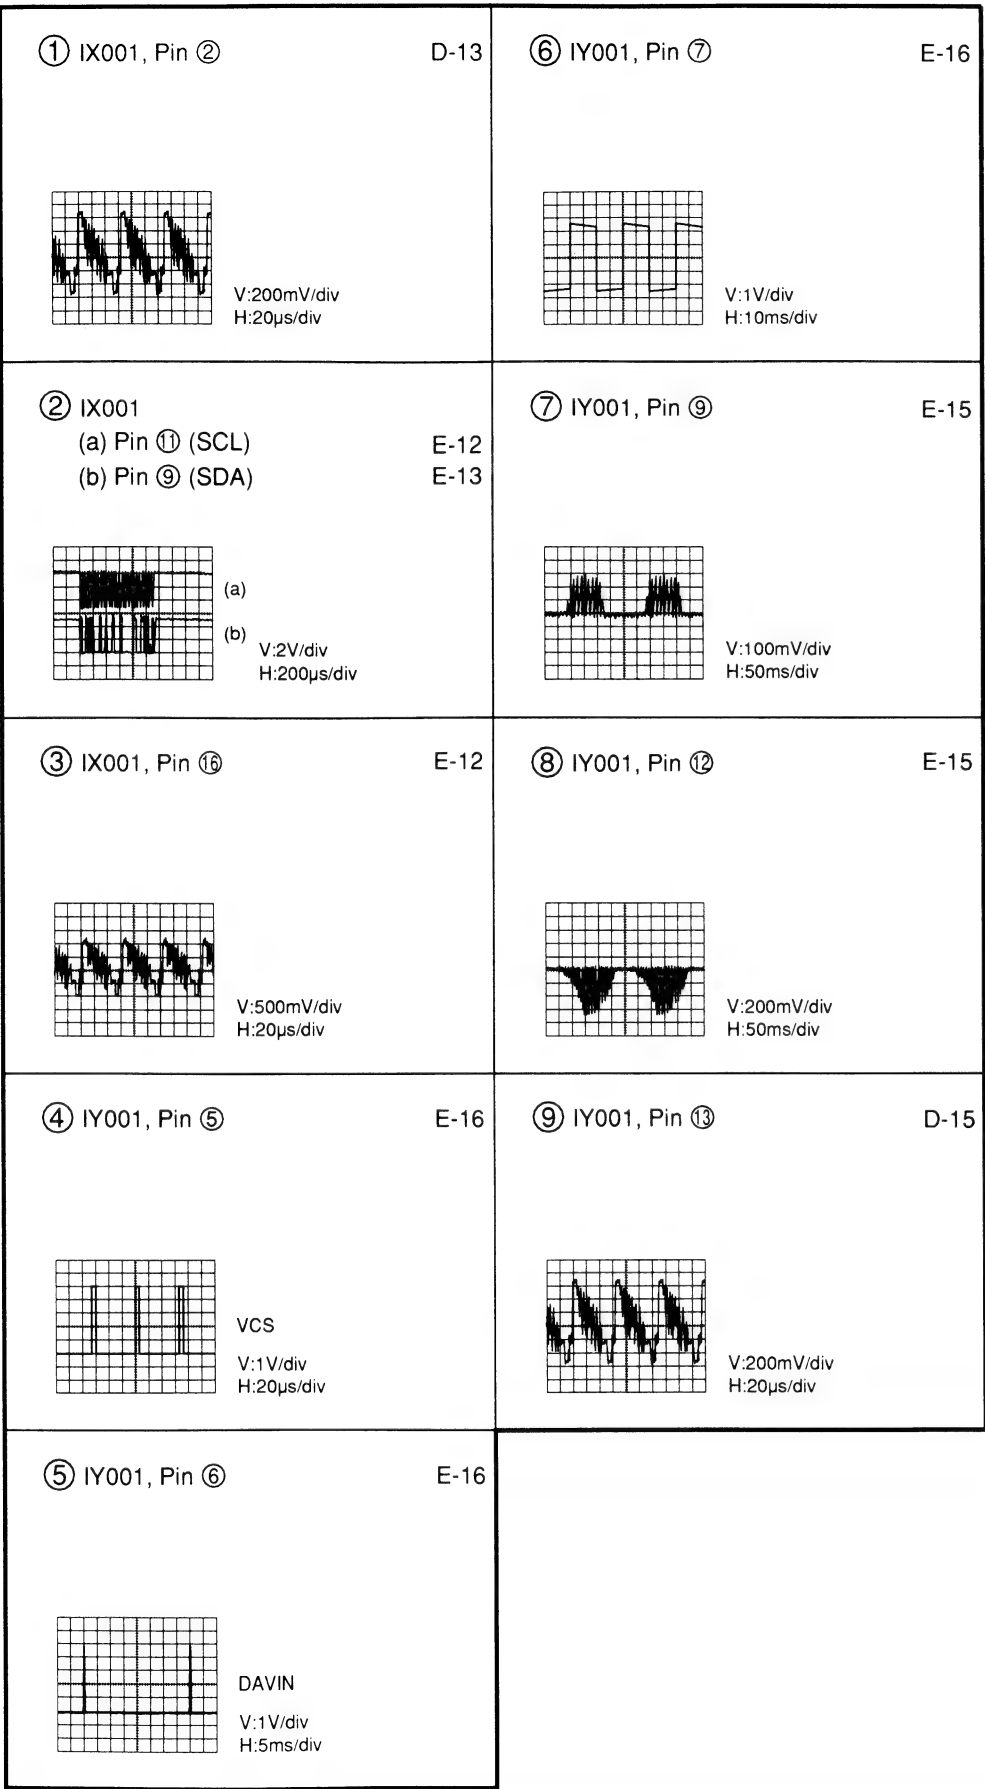 ① IX001, Pin ② D-13
V:200mV/div
H:20µs/div
② IX001
(a) Pin ⑪ (SCL) E-12
(b) Pin ⑨ (SDA) E-13
(a)
(b)
V:2V/div
H:200µs/div
③ IX001, Pin ⑯ E-12
V:500mV/div
H:20µs/div
④ IY001, Pin ⑤ E-16
VCS
V:1V/div
H:20µs/div
⑤ IY001, Pin ⑥ E-16
DAVIN
V:1V/div
H:5ms/div
⑥ IY001, Pin ⑦ E-16
V:1V/div
H:10ms/div
⑦ IY001, Pin ⑨ E-15
V:100mV/div
H:50ms/div
⑧ IY001, Pin ⑫ E-15
V:200mV/div
H:50ms/div
⑨ IY001, Pin ⑬ D-15
V:200mV/div
H:20µs/div